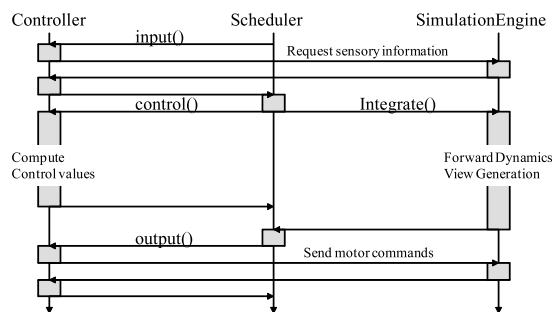 Controller
Scheduler
SimulationEngine
input()
Request sensory information
control()
Integrate()
Compute
Control values
Forward Dynamics
View Generation
output()
Send motor commands